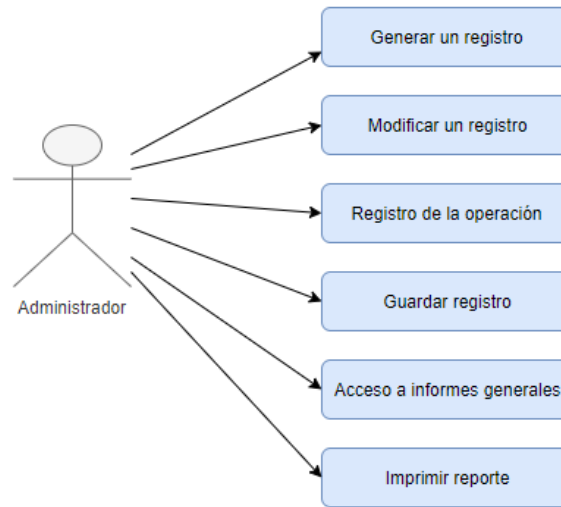 Generar un registro
Modificar un registro
Registro de la operación
Administrador
Guardar registro
Acceso a informes generales
Imprimir reporte